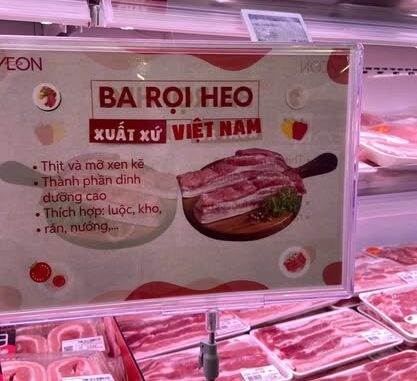 ÆON
BA RỌI HEO
XUẤT XỨ VIỆT NAM
• Thịt và mỡ xen kẽ
• Thành phần dinh
dưỡng cao
• Thích hợp: luộc, kho,
• rán, nướng,...